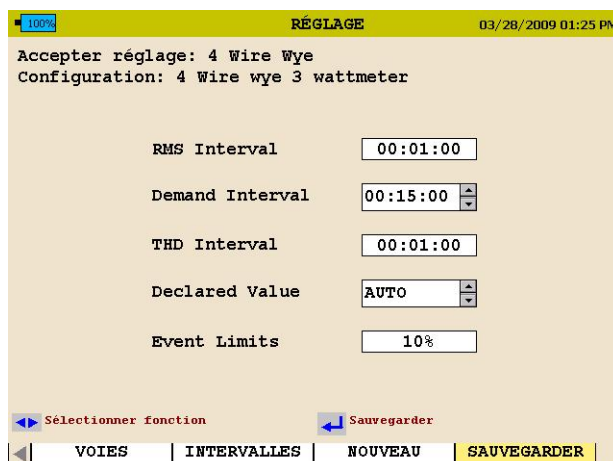 100% RÉGLAGE 03/28/2009 01:25 PM
Accepter réglage: 4 Wire Wye
Configuration: 4 Wire wye 3 wattmeter
RMS Interval 00:01:00
Demand Interval 00:15:00
THD Interval 00:01:00
Declared Value AUTO
Event Limits 10%
Sélectionner fonction Sauvegarder
VOIES INTERVALLES NOUVEAU SAUVEGARDER